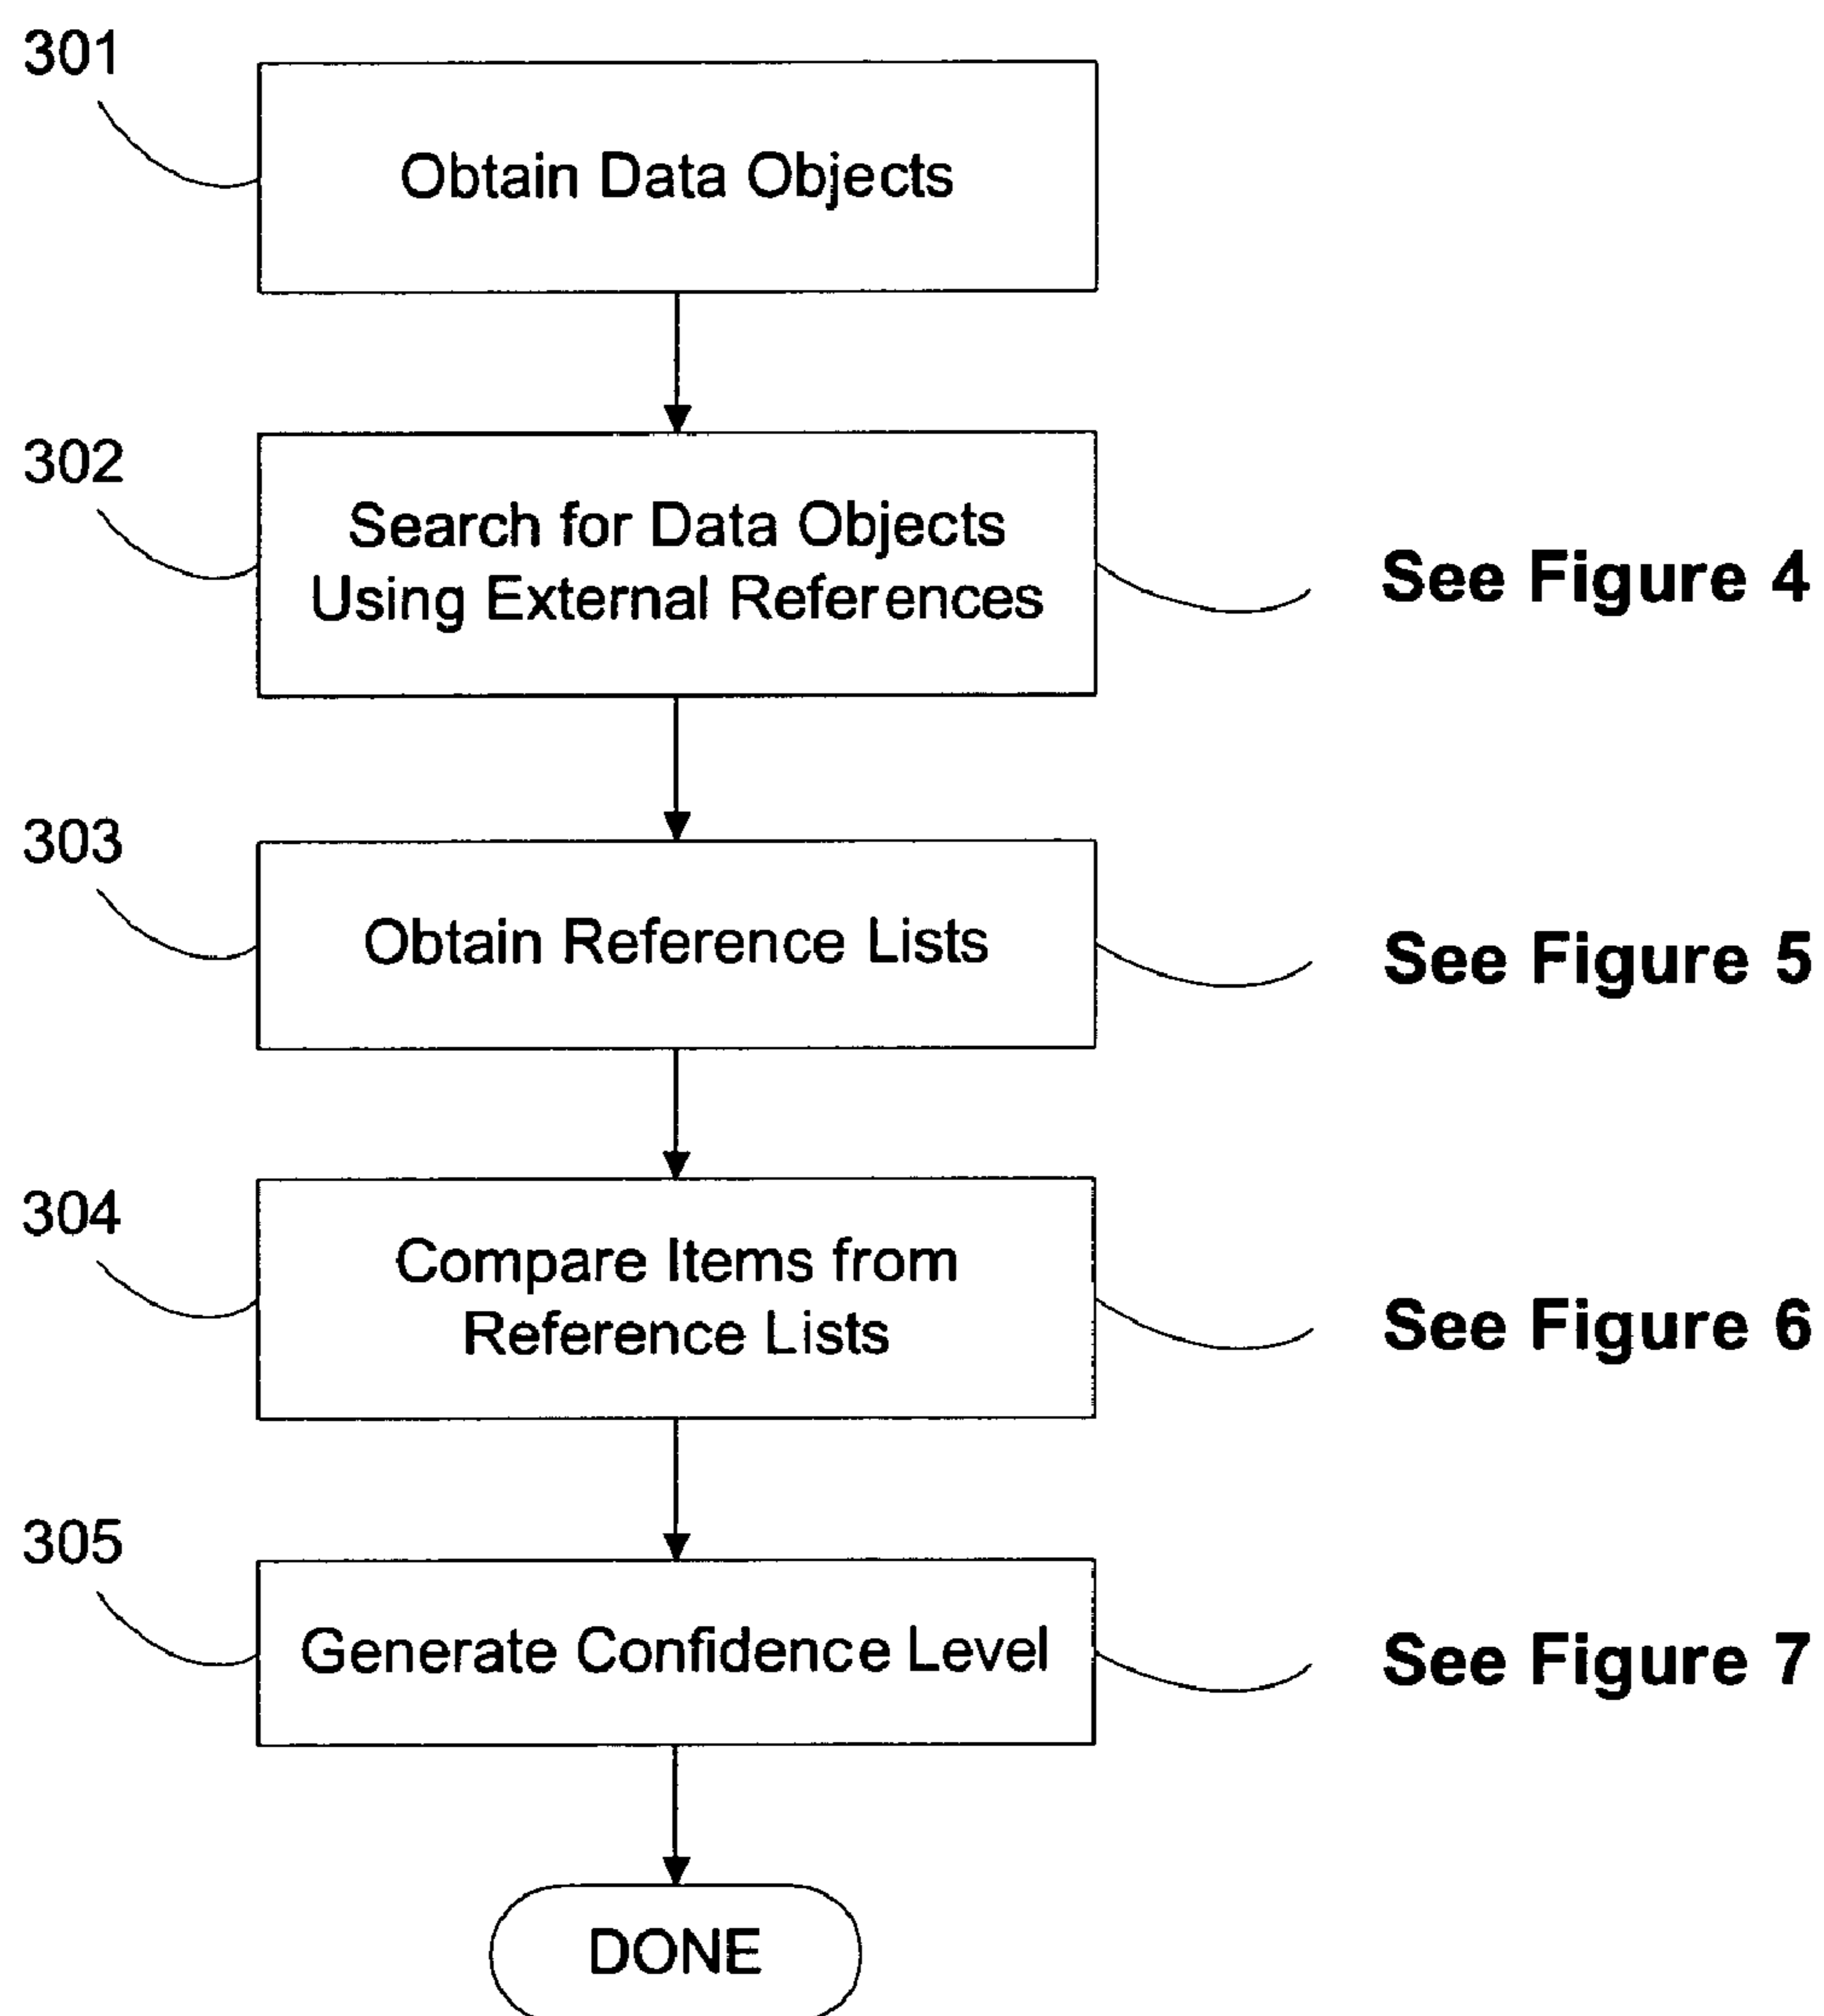 301
Obtain Data Objects
302
Search for Data Objects
Using External References
See Figure 4
303
Obtain Reference Lists
See Figure 5
304
Compare Items from
Reference Lists
See Figure 6
305
Generate Confidence Level
See Figure 7
DONE